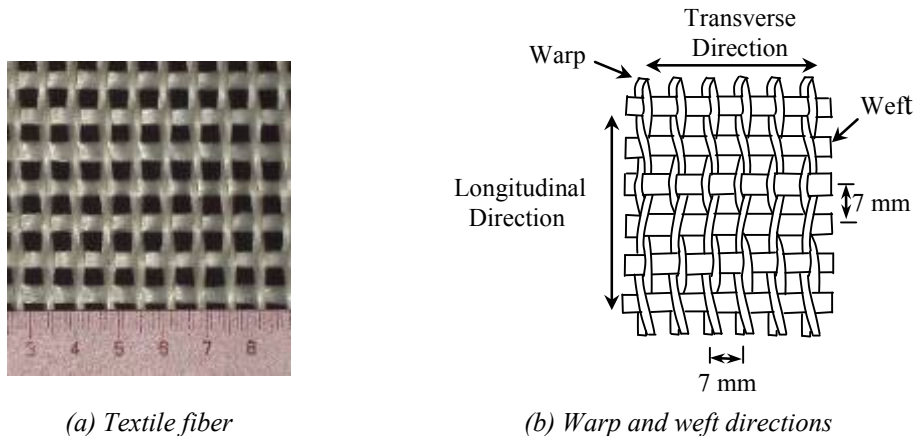 Transverse
Direction
Warp
Weft
Longitudinal
Direction
7 mm
7 mm
3 4 5 6 7 8
(a) Textile fiber
(b) Warp and weft directions